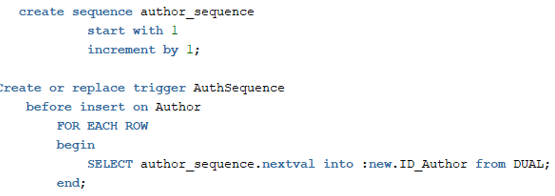 create sequence author_sequence
start with 1
increment by 1;
Create or replace trigger AuthSequence
before insert on Author
FOR EACH ROW
begin
SELECT author_sequence.nextval into :new.ID_Author from DUAL;
end;